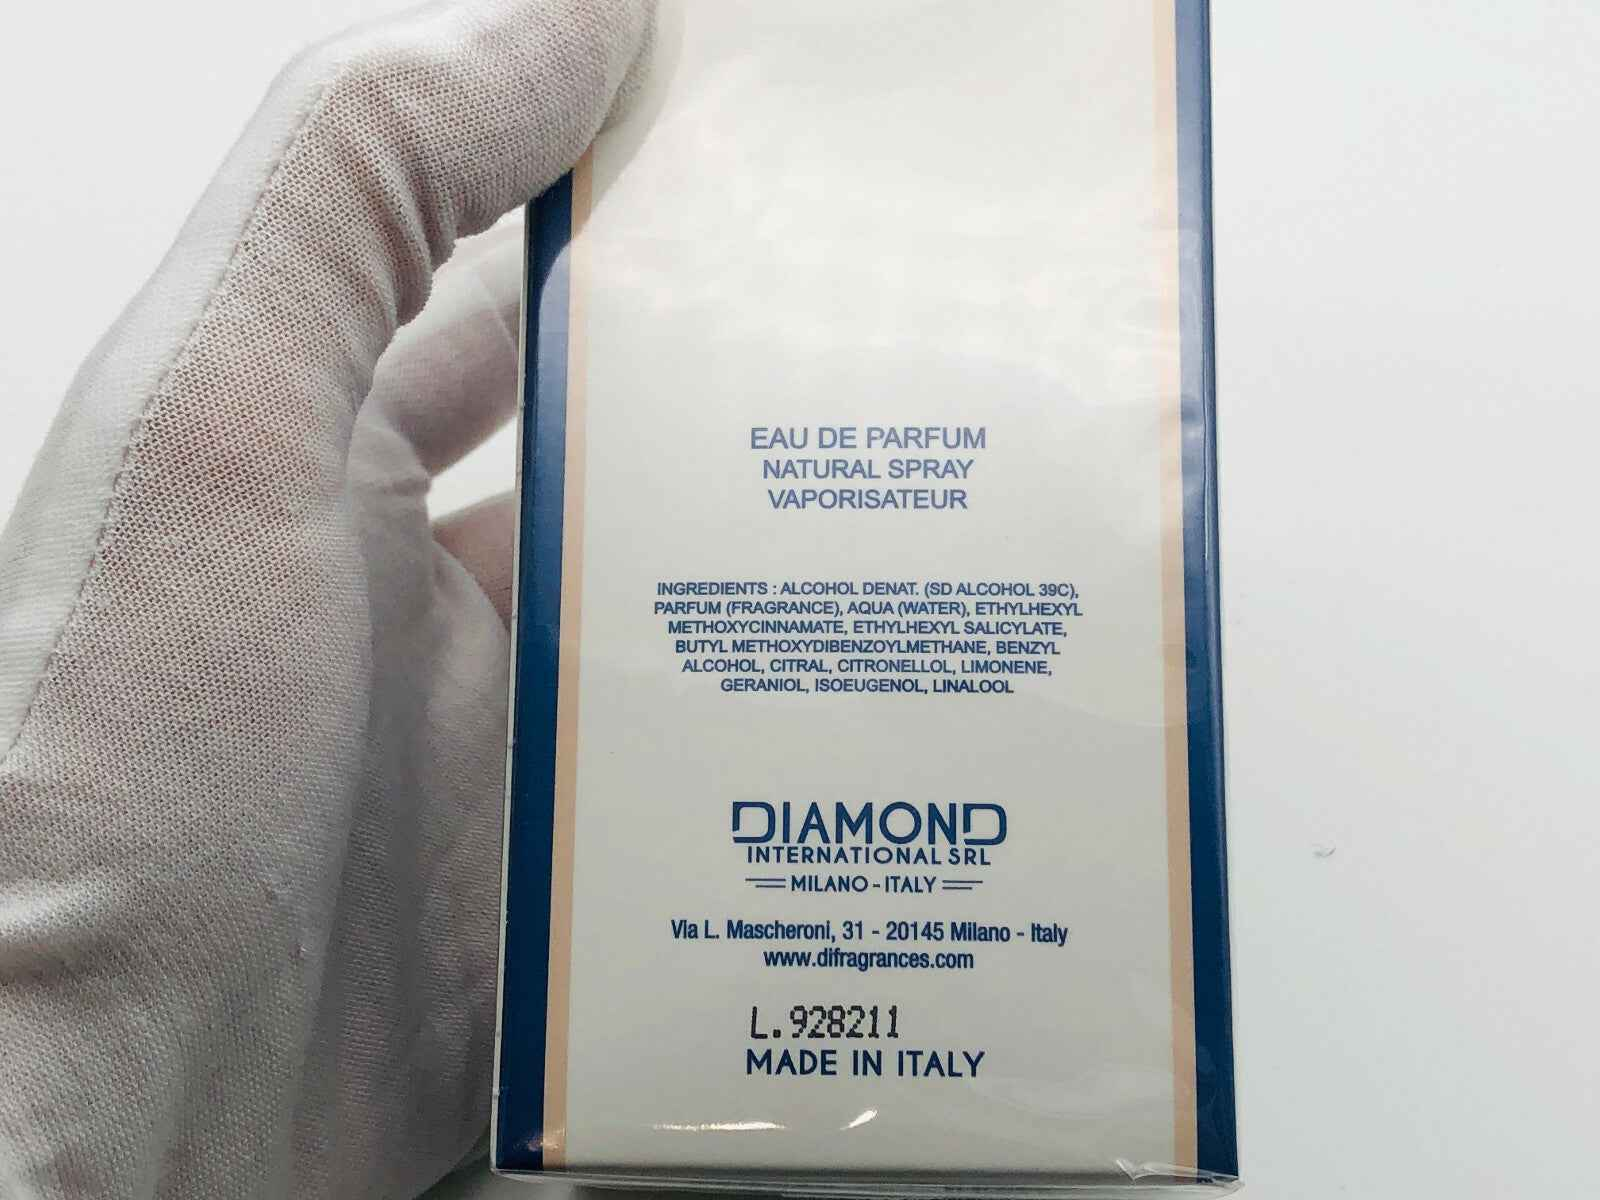 EAU DE PARFUM
NATURAL SPRAY
VAPORISATEUR
INGREDIENTS : ALCOHOL DENAT. (SD ALCOHOL 39C),
PARFUM (FRAGRANCE), AQUA (WATER), ETHYLHEXYL
METHOXYCINNAMATE, ETHYLHEXYL SALICYLATE,
BUTYL METHOXYDIBENZOYLMETHANE, BENZYL
ALCOHOL, CITRAL, CITRONELLOL, LIMONENE,
GERANIOL, ISOEUGENOL, LINALOOL
DIAMOND
INTERNATIONAL SRL
MILANO - ITALY
Via L. Mascheroni, 31 - 20145 Milano - Italy
www.difragrances.com
L.928211
MADE IN ITALY